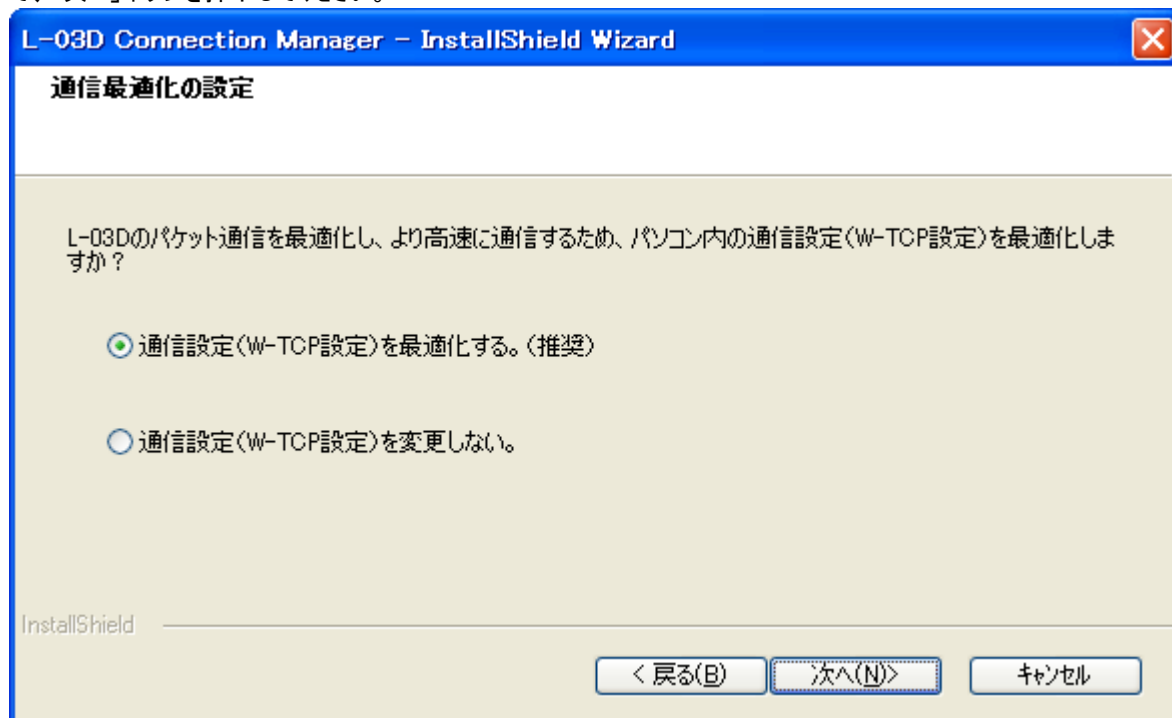 L-03D Connection Manager - InstallShield Wizard
通信最適化の設定
L-03Dのパケット通信を最適化し、より高速に通信するため、パソコン内の通信設定(W-TCP設定)を最適化しま
すか？
通信設定(W-TCP設定)を最適化する。(推奨)
通信設定(W-TCP設定)を変更しない。
InstallShield
< 戻る(B)
次へ(N)>
キャンセル